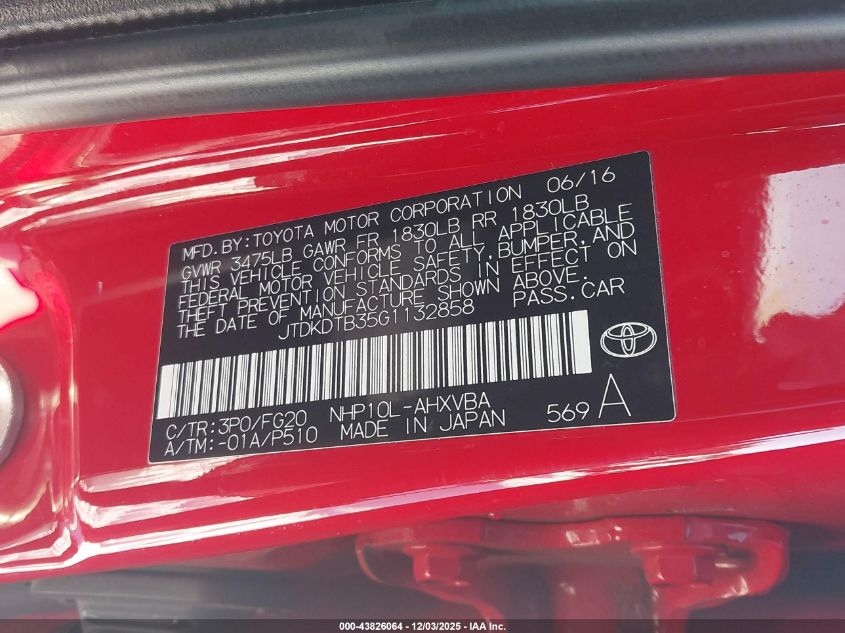 MFD.BY:TOYOTA MOTOR CORPORATION 06/16
GVWR 3475LB GAWR FR 1830LB RR 1830LB
THIS VEHICLE CONFORMS TO ALL APPLICABLE
FEDERAL MOTOR VEHICLE SAFETY,BUMPER,AND
THEFT PREVENTION STANDARDS IN EFFECT ON
THE DATE OF MANUFACTURE SHOWN ABOVE.
JTDKDTB35G1132858 PASS.CAR
C/TR:3P0/FG20 NHP10L-AHXVBA
A/TM:-01A/P510 MADE IN JAPAN 569 A
000-43826064 - 12/03/2025 - IAA Inc.